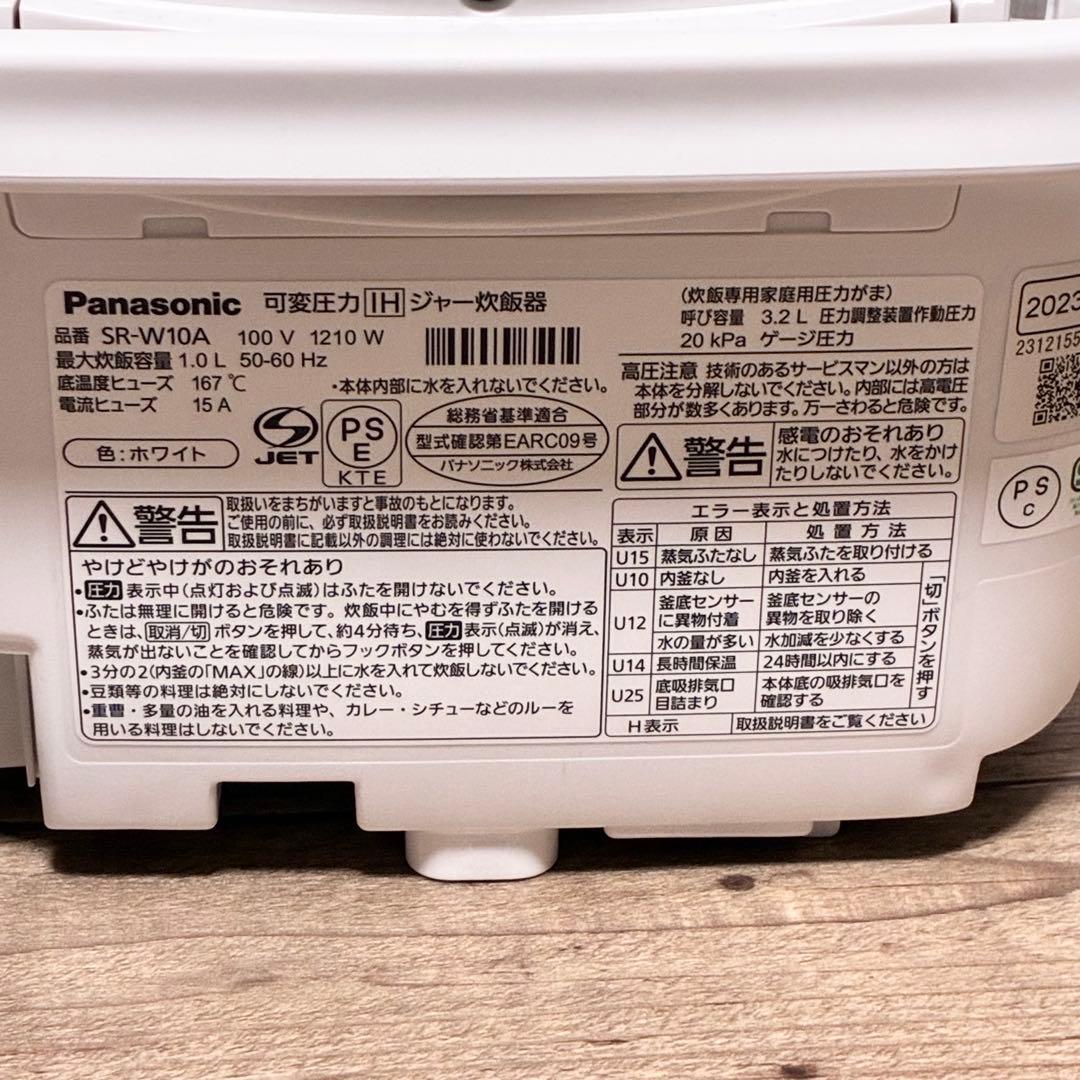 Panasonic 可変圧力 IH ジャー炊飯器
品番 SR-W10A 100 V 1210 W
最大炊飯容量 1.0 L 50-60 Hz
底温度ヒューズ 167 ℃
電流ヒューズ 15 A
・本体内部に水を入れないでください。
色:ホワイト
JET
PS
E
KTE
総務省基準適合
型式確認第EARC09号
パナソニック株式会社
警告
取扱いをまちがいますと事故のもとになります。
ご使用の前に、必ず取扱説明書をお読みください。
取扱説明書に記載以外の調理には絶対に使わないでください。
やけどやけがのおそれあり
・圧力 表示中(点灯および点滅)はふたを開けないでください。
・ふたは無理に開けると危険です。炊飯中にやむを得ずふたを開ける
ときは、取消/切 ボタンを押して、約4分待ち、圧力 表示(点滅)が消え、
蒸気が出ないことを確認してからフックボタンを押してください。
・3分の2(内釜の「MAX」の線)以上に水を入れて炊飯しないでください。
・豆類等の料理は絶対にしないでください。
・重曹・多量の油を入れる料理や、カレー・シチューなどのルーを
用いる料理はしないでください。
(炊飯専用家庭用圧力がま)
呼び容量 3.2 L 圧力調整装置作動圧力
20 kPa ゲージ圧力
高圧注意 技術のあるサービスマン以外の方は
本体を分解しないでください。内部には高電圧
部分が数多くあります。万一さわると危険です。
警告
感電のおそれあり
水につけたり、水をかけ
たりしないでください。
エラー表示と処置方法
表示 原因 処置方法
U15 蒸気ふたなし 蒸気ふたを取り付ける
U10 内釜なし 内釜を入れる
U12 釜底センサーに異物付着 釜底センサーの異物を取り除く
水の量が多い 水加減を少なくする
U14 長時間保温 24時間以内にする
U25 底吸排気口目詰まり 本体底の吸排気口を確認する
「切」ボタンを押す
H表示 取扱説明書をご覧ください
2023
2312155
PS
C